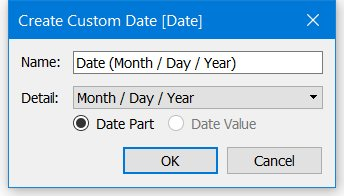 Create Custom Date [Date]
Name: Date (Month / Day / Year)
Detail: Month / Day / Year
Date Part Date Value
OK Cancel